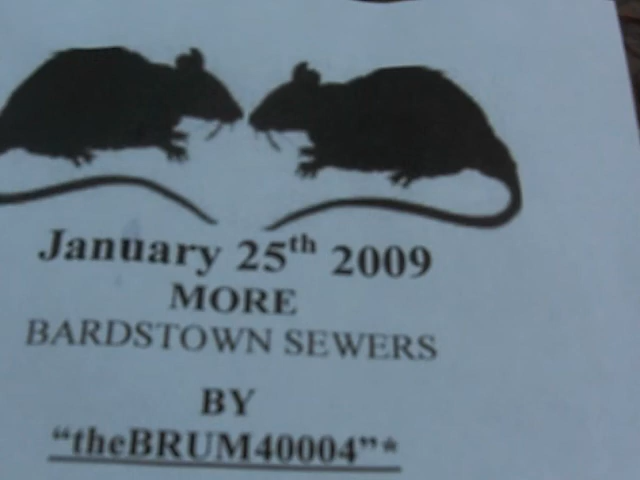 January 25th 2009
MORE
BARDSTOWN SEWERS
BY
“theBRUM40004”*